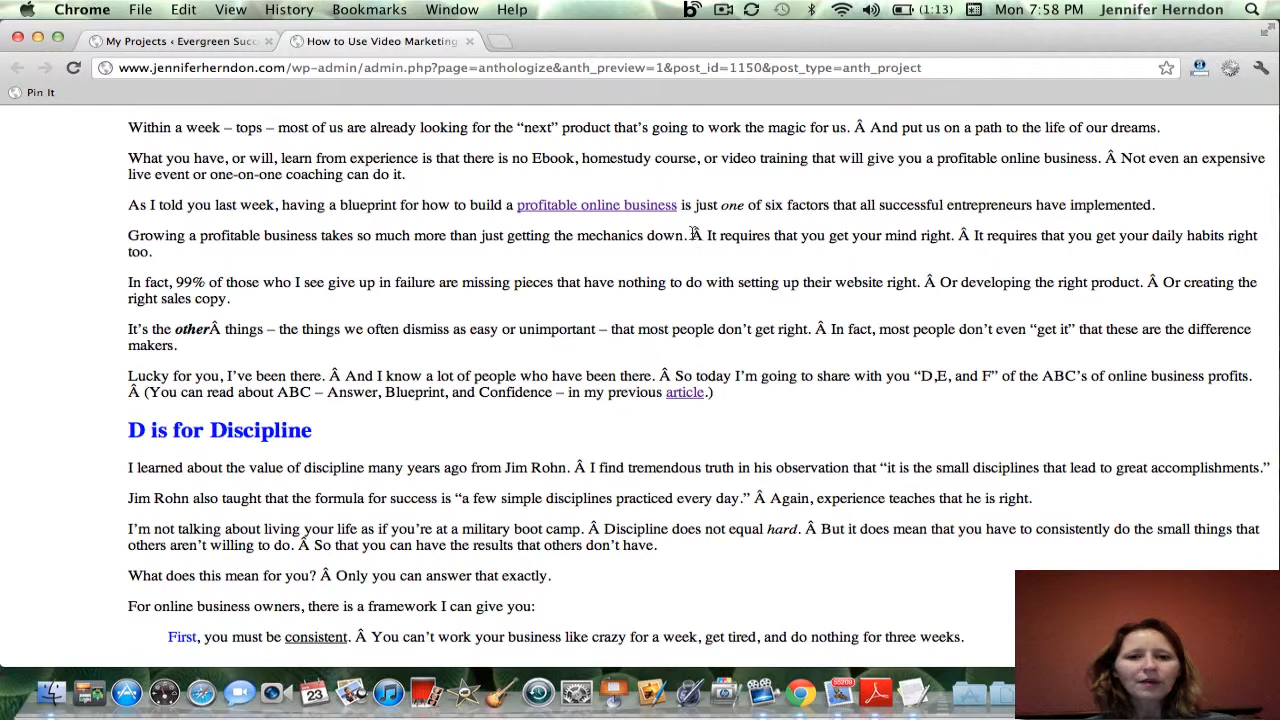 Chrome File Edit View History Bookmarks Window Help (1:13) Mon 7:58 PM Jennifer Herndon
My Projects ‹ Evergreen Succ How to Use Video Marketing
www.jenniferherndon.com/wp-admin/admin.php?page=anthologize&anth_preview=1&post_id=1150&post_type=anth_project
Pin It
Within a week – tops – most of us are already looking for the “next” product that’s going to work the magic for us. Â And put us on a path to the life of our dreams.
What you have, or will, learn from experience is that there is no Ebook, homestudy course, or video training that will give you a profitable online business. Â Not even an expensive
live event or one-on-one coaching can do it.
As I told you last week, having a blueprint for how to build a profitable online business is just one of six factors that all successful entrepreneurs have implemented.
Growing a profitable business takes so much more than just getting the mechanics down. Â It requires that you get your mind right. Â It requires that you get your daily habits right
too.
In fact, 99% of those who I see give up in failure are missing pieces that have nothing to do with setting up their website right. Â Or developing the right product. Â Or creating the
right sales copy.
It’s the otherÂ things – the things we often dismiss as easy or unimportant – that most people don’t get right. Â In fact, most people don’t even “get it” that these are the difference
makers.
Lucky for you, I’ve been there. Â And I know a lot of people who have been there. Â So today I’m going to share with you “D,E, and F” of the ABC’s of online business profits.
Â (You can read about ABC – Answer, Blueprint, and Confidence – in my previous article.)
D is for Discipline
I learned about the value of discipline many years ago from Jim Rohn. Â I find tremendous truth in his observation that “it is the small disciplines that lead to great accomplishments.”
Jim Rohn also taught that the formula for success is “a few simple disciplines practiced every day.” Â Again, experience teaches that he is right.
I’m not talking about living your life as if you’re at a military boot camp. Â Discipline does not equal hard. Â But it does mean that you have to consistently do the small things that
others aren’t willing to do. Â So that you can have the results that others don’t have.
What does this mean for you? Â Only you can answer that exactly.
For online business owners, there is a framework I can give you:
First, you must be consistent. Â You can’t work your business like crazy for a week, get tired, and do nothing for three weeks.
23